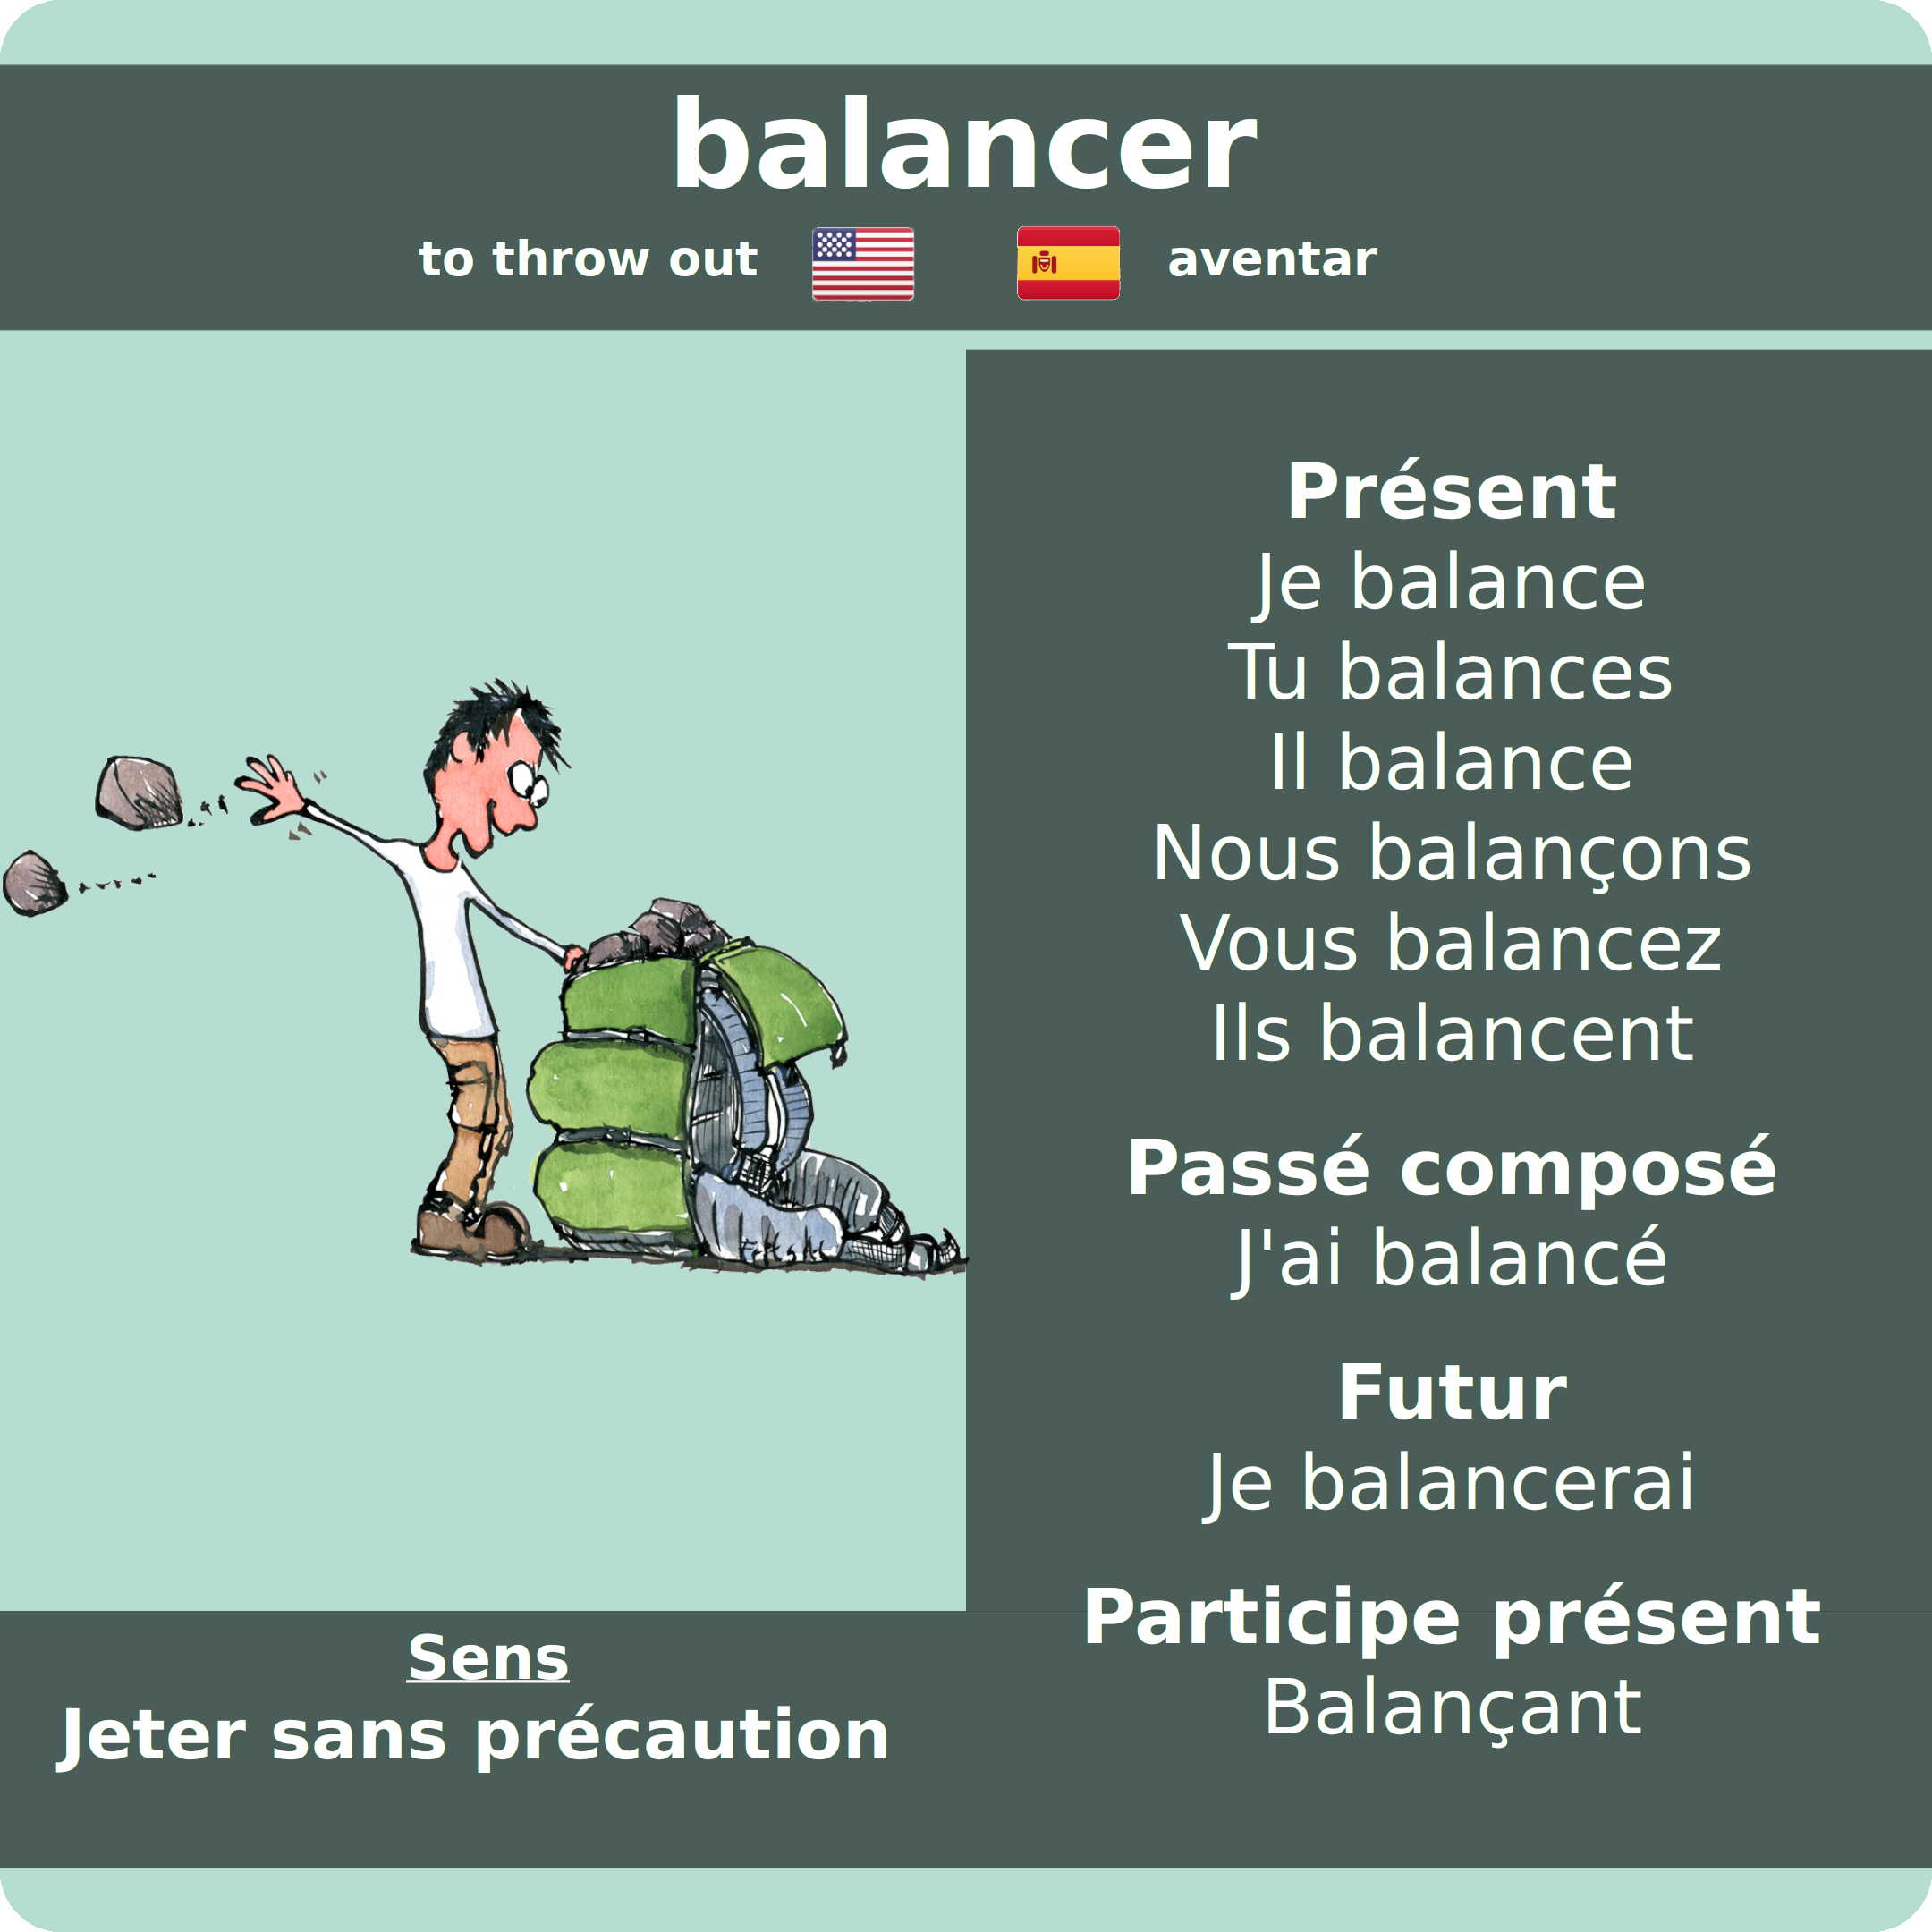 balancer
to throw out aventar
Présent
Je balance
Tu balances
Il balance
Nous balançons
Vous balancez
Ils balancent
Passé composé
J'ai balancé
Futur
Je balancerai
Participe présent
Balançant
Sens
Jeter sans précaution